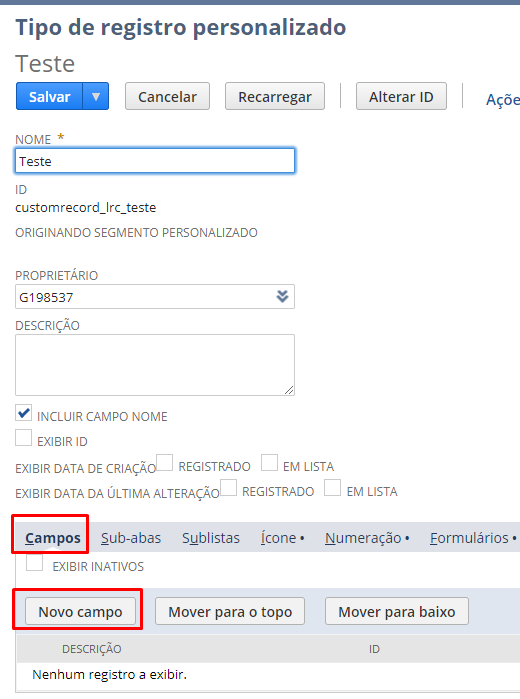 Tipo de registro personalizado
Teste
Salvar Cancelar Recarregar Alterar ID Açõe
NOME *
Teste
ID
customrecord_lrc_teste
ORIGINANDO SEGMENTO PERSONALIZADO
PROPRIETÁRIO
G198537
DESCRIÇÃO
INCLUIR CAMPO NOME
EXIBIR ID
EXIBIR DATA DE CRIAÇÃO REGISTRADO EM LISTA
EXIBIR DATA DA ÚLTIMA ALTERAÇÃO REGISTRADO EM LISTA
Campos Sub-abas Sublistas Ícone • Numeração • Formulários •
EXIBIR INATIVOS
Novo campo Mover para o topo Mover para baixo
DESCRIÇÃO ID
Nenhum registro a exibir.